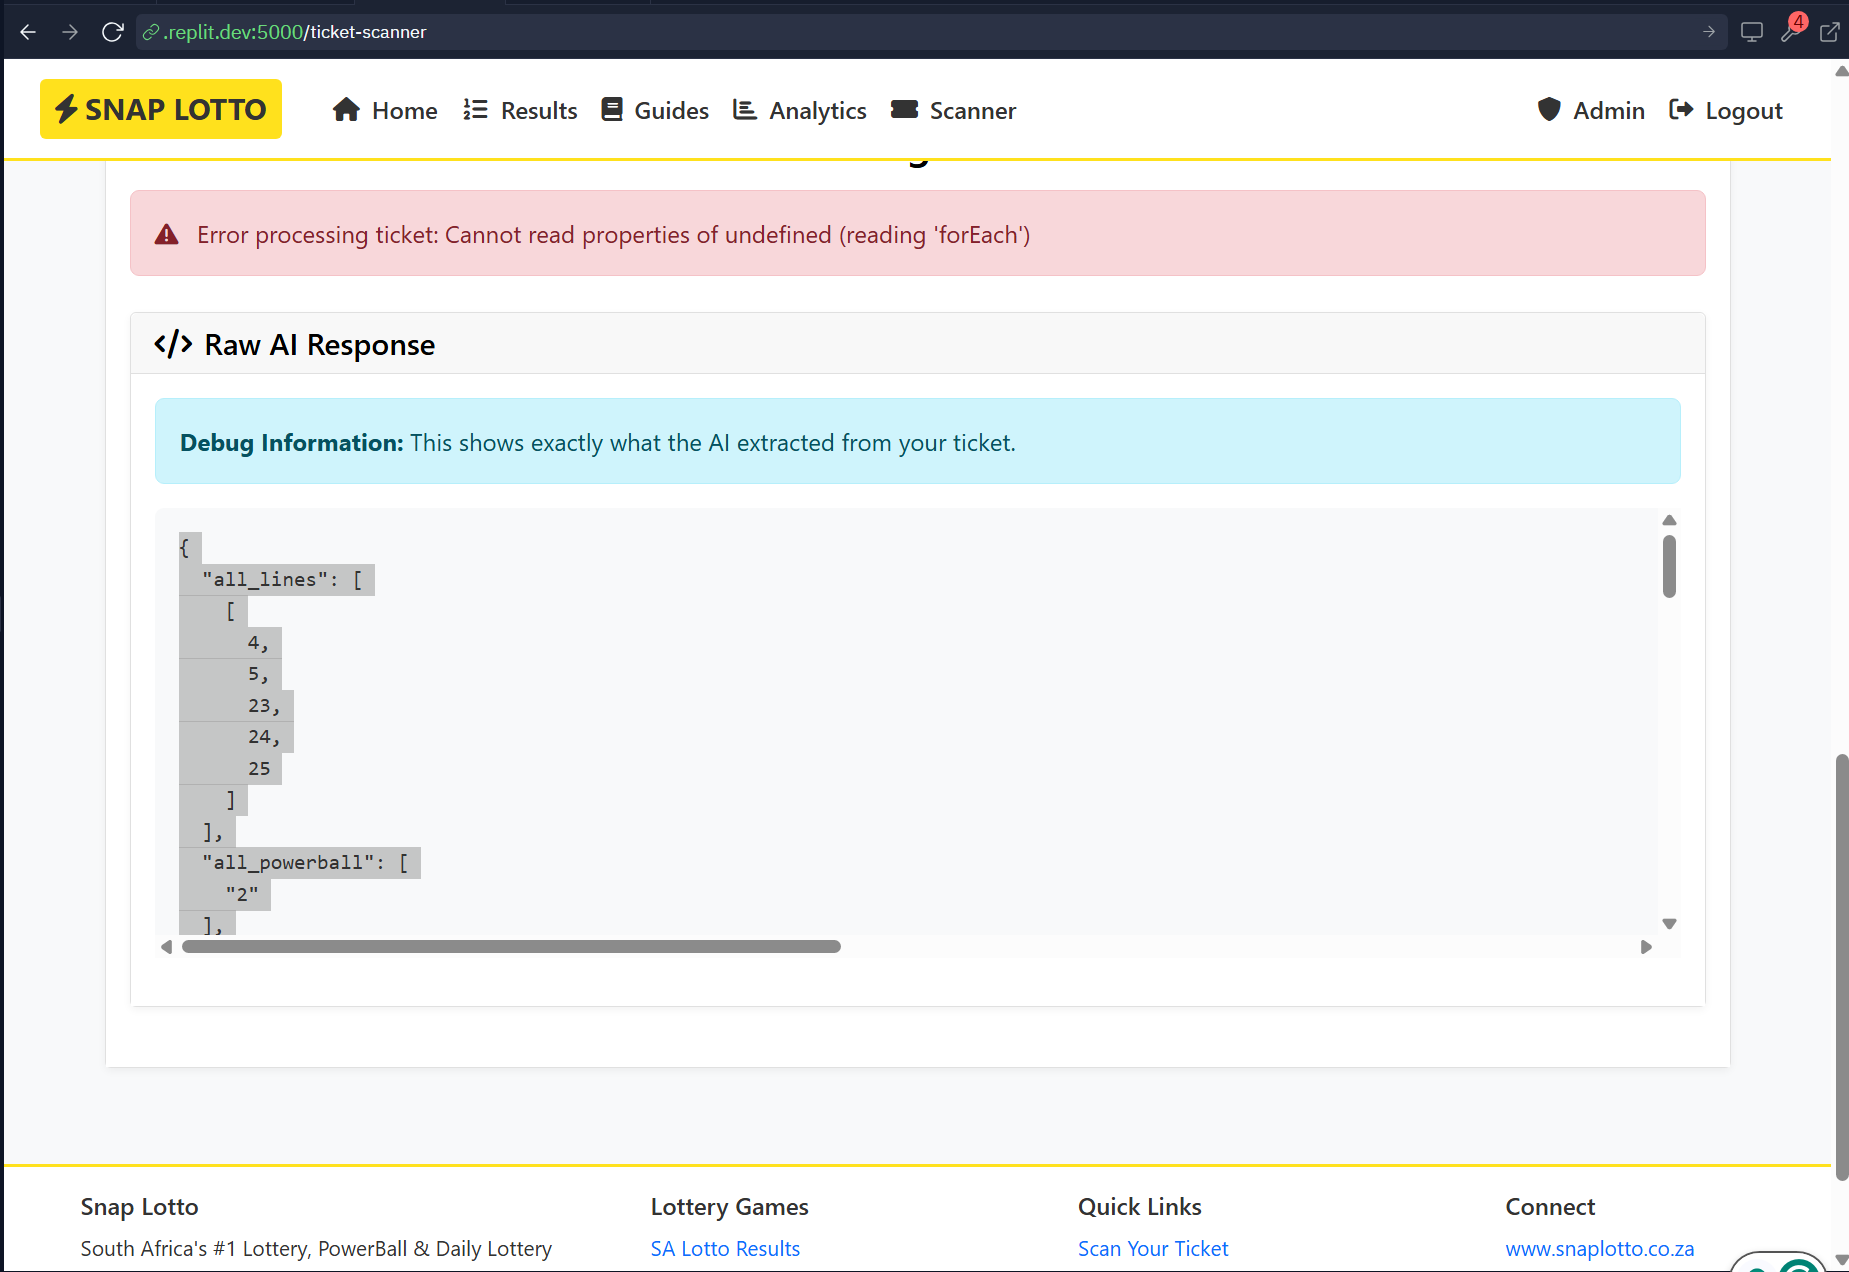 .replit.dev:5000/ticket-scanner
4
SNAP LOTTO
Home
Results
Guides
Analytics
Scanner
Admin
Logout
Error processing ticket: Cannot read properties of undefined (reading 'forEach')
</> Raw AI Response
Debug Information: This shows exactly what the AI extracted from your ticket.
{
"all_lines": [
[
4,
5,
23,
24,
25
]
],
"all_powerball": [
"2"
],
Snap Lotto
South Africa's #1 Lottery, PowerBall & Daily Lottery
Lottery Games
SA Lotto Results
Quick Links
Scan Your Ticket
Connect
www.snaplotto.co.za